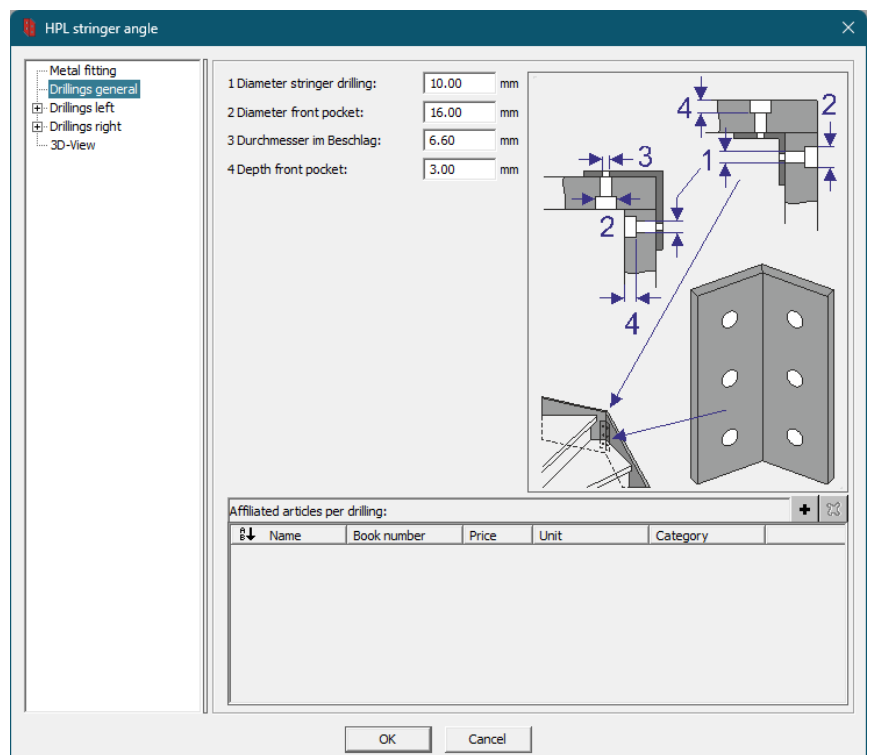 HPL stringer angle
Metal fitting
Drillings general
Drillings left
Drillings right
3D-View
1 Diameter stringer drilling: 10.00 mm
2 Diameter front pocket: 16.00 mm
3 Durchmesser im Beschlag: 6.60 mm
4 Depth front pocket: 3.00 mm
4 2
3 1
2
4
Affiliated articles per drilling:
Name Book number Price Unit Category
OK Cancel